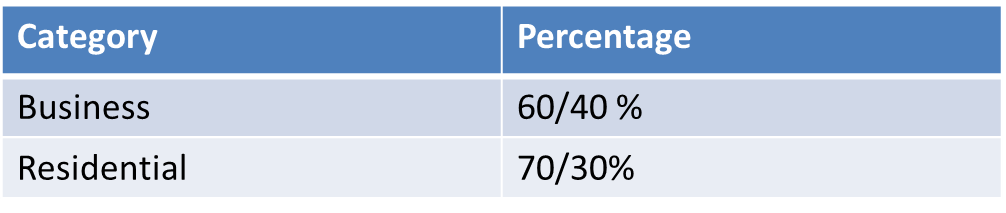 Category Percentage
Business 60/40 %
Residential 70/30%